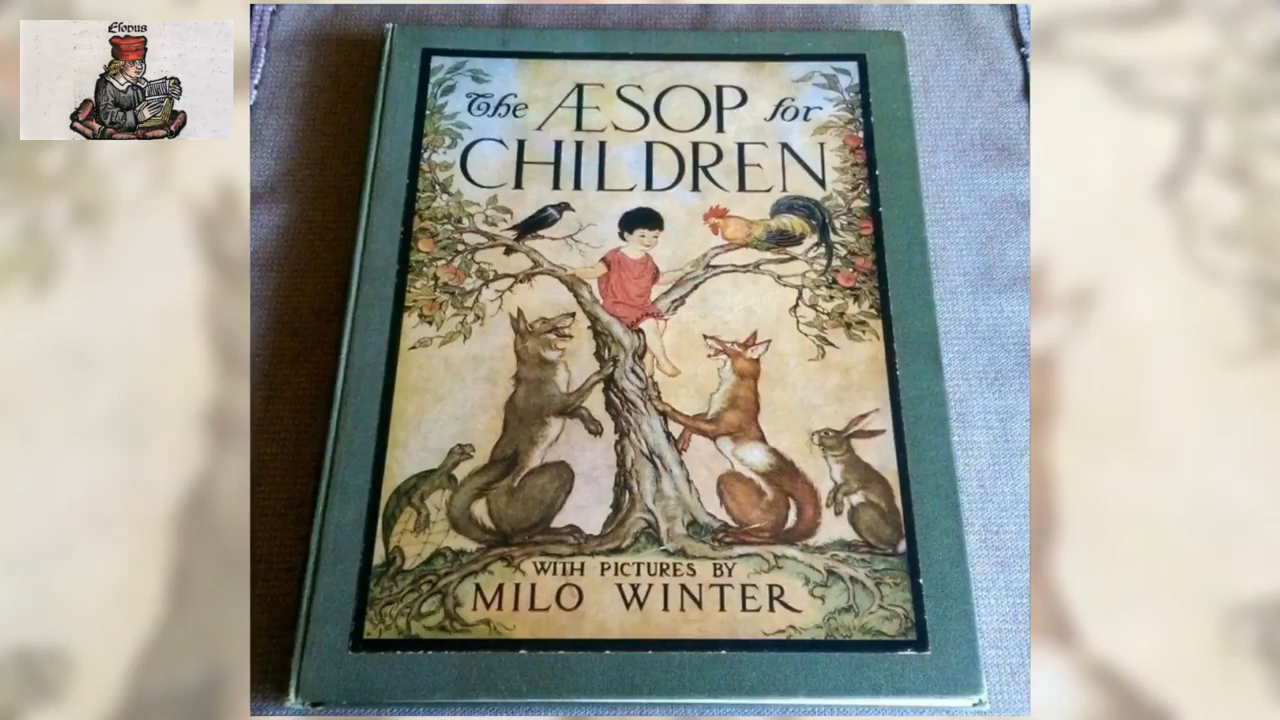 Esopus
The ÆSOP for
CHILDREN
WITH PICTURES BY
MILO WINTER